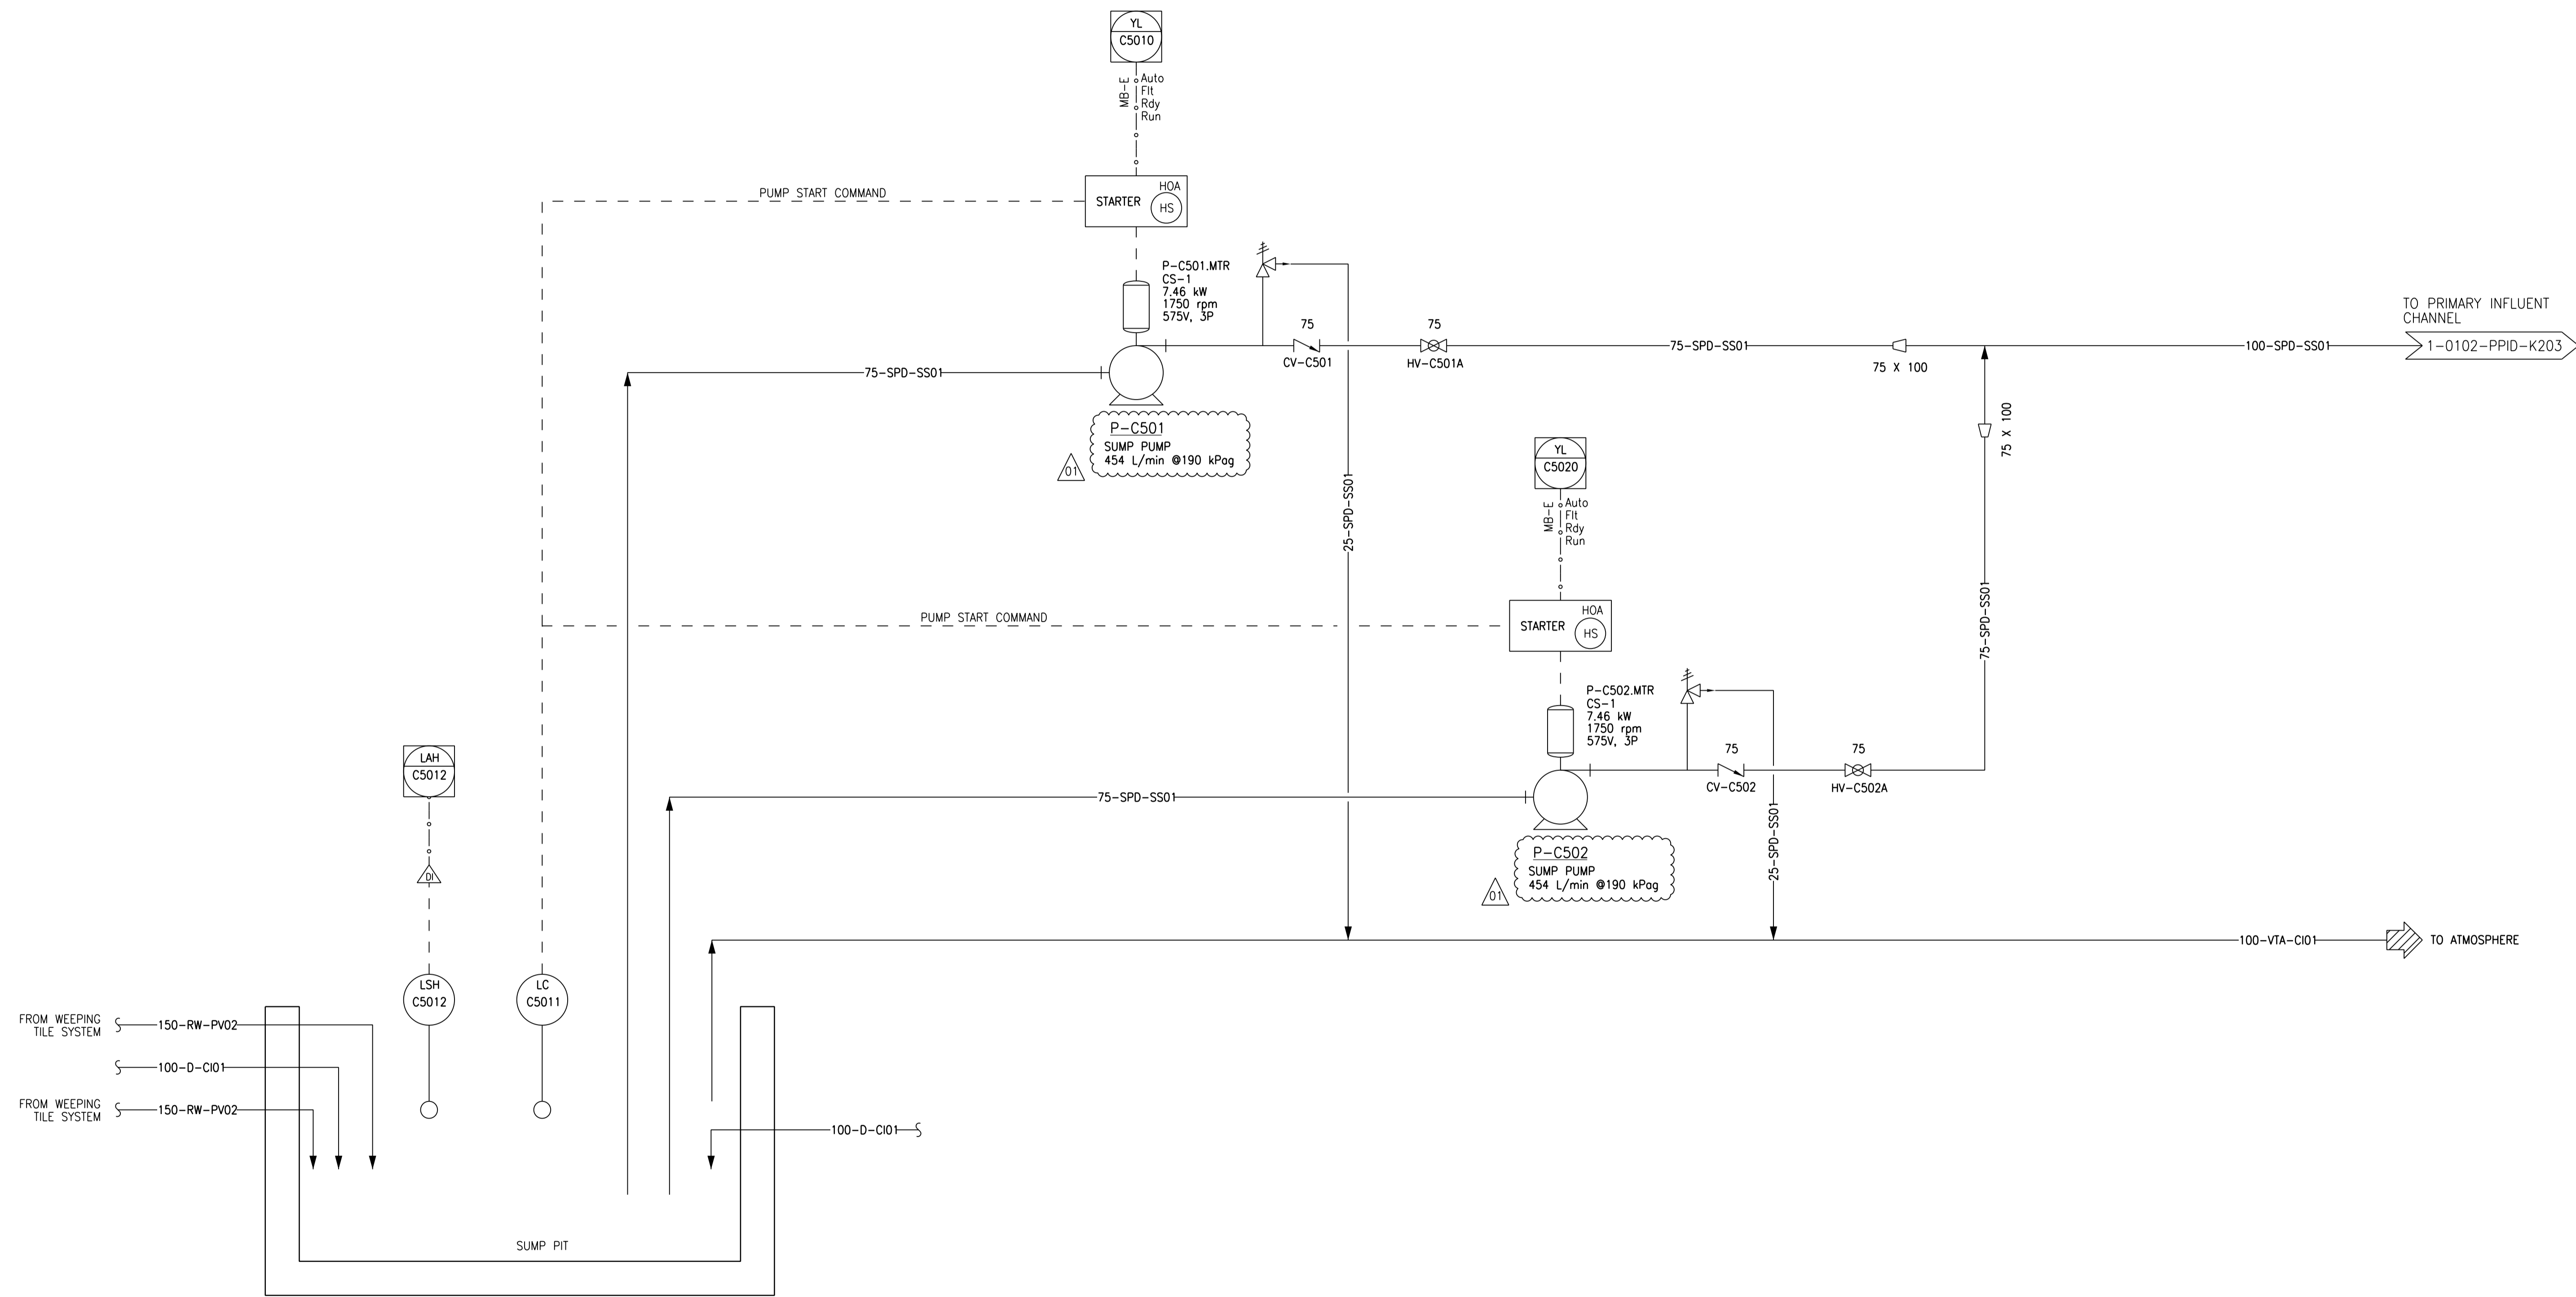 YL
C5010
MB-E
Auto
Flt
Rdy
Run
PUMP START COMMAND
STARTER
HOA
HS
P-C501.MTR
CS-1
7.46 kW
1750 rpm
575V, 3P
75
CV-C501
75
HV-C501A
75-SPD-SS01
75 X 100
100-SPD-SS01
TO PRIMARY INFLUENT
CHANNEL
1-0102-PPID-K203
75-SPD-SS01
P-C501
SUMP PUMP
454 L/min @190 kPag
01
75 X 100
25-SPD-SS01
YL
C5020
MB-E
Auto
Flt
Rdy
Run
PUMP START COMMAND
STARTER
HOA
HS
75-SPD-SS01
P-C502.MTR
CS-1
7.46 kW
1750 rpm
575V, 3P
75
CV-C502
75
HV-C502A
75-SPD-SS01
25-SPD-SS01
P-C502
SUMP PUMP
454 L/min @190 kPag
01
LAH
C5012
DI
100-VTA-CI01
TO ATMOSPHERE
LSH
C5012
LC
C5011
FROM WEEPING
TILE SYSTEM
150-RW-PV02
100-D-CI01
FROM WEEPING
TILE SYSTEM
150-RW-PV02
100-D-CI01
SUMP PIT